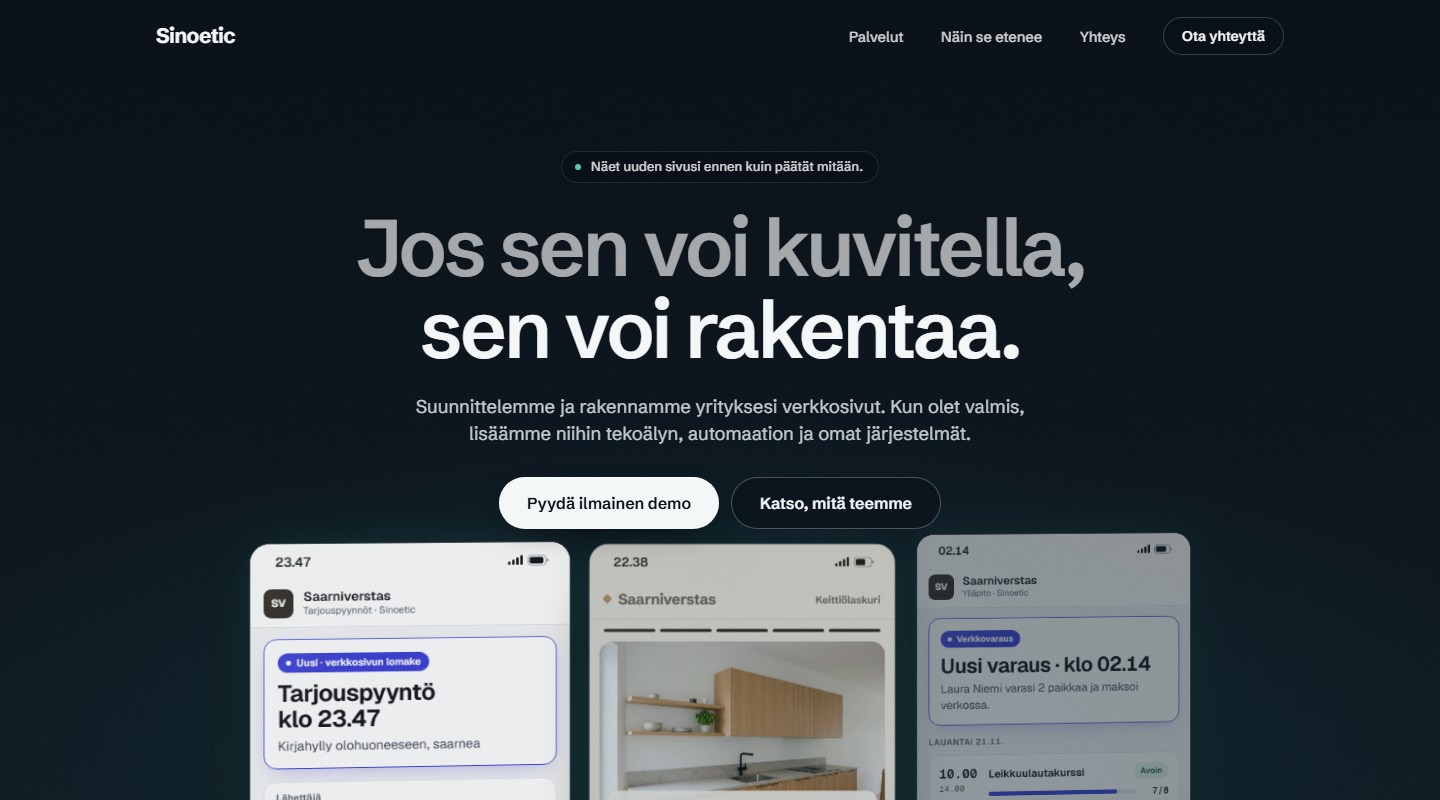 Sinoetic
Palvelut
Näin se etenee
Yhteys
Ota yhteyttä
Näet uuden sivusi ennen kuin päätät mitään.
Jos sen voi kuvitella,
sen voi rakentaa.
Suunnittelemme ja rakennamme yrityksesi verkkosivut. Kun olet valmis,
lisäämme niihin tekoälyn, automaation ja omat järjestelmät.
Pyydä ilmainen demo
Katso, mitä teemme
23.47
SV
Saarniverstas
Tarjouspyynnöt · Sinoetic
Uusi · verkkosivun lomake
Tarjouspyyntö
klo 23.47
Kirjahylly olohuoneeseen, saarnea
Lähettäjä
22.38
Saarniverstas
Keittiölaskuri
02.14
SV
Saarniverstas
Ylläpito · Sinoetic
Verkkovaraus
Uusi varaus · klo 02.14
Laura Niemi varasi 2 paikkaa ja maksoi
verkossa.
LAUANTAI 21.11.
10.00
14.00
Leikkuulautakurssi
Avoin
7/8